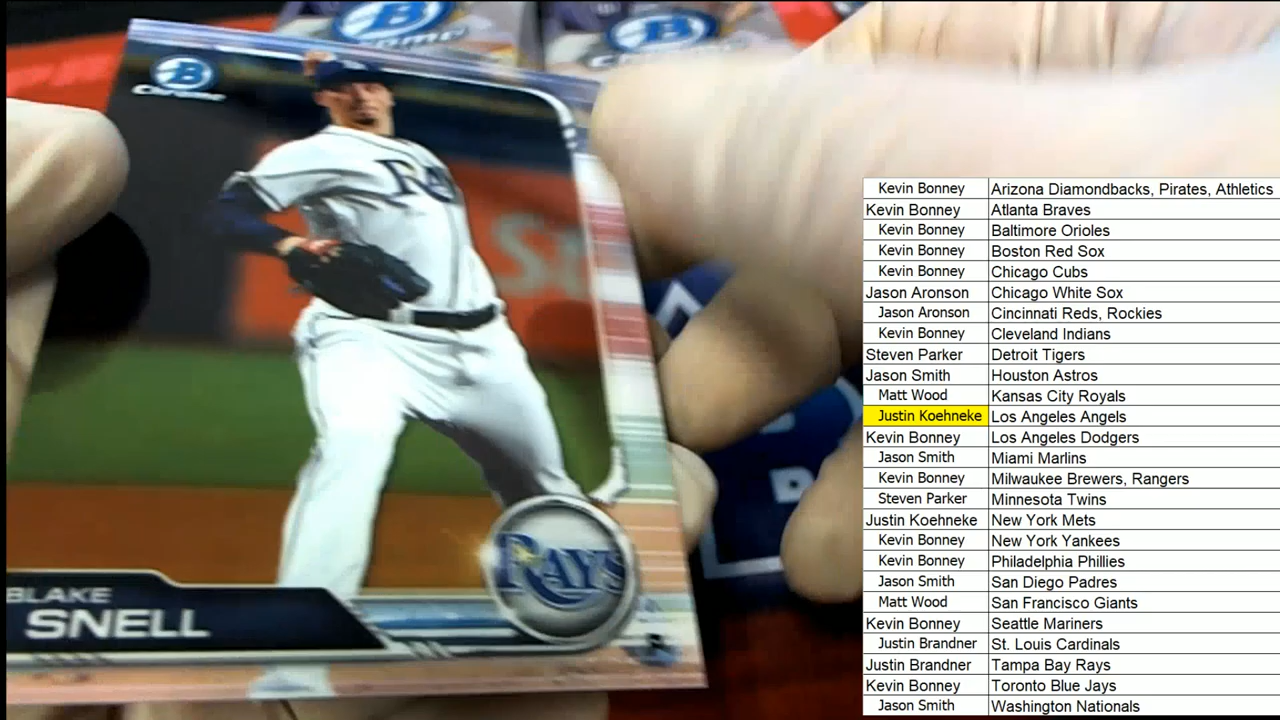 B
Chrome
B
Chrome
B
Chrome
Ra
RAYS
BLAKE
SNELL
Kevin Bonney Arizona Diamondbacks, Pirates, Athletics
Kevin Bonney Atlanta Braves
Kevin Bonney Baltimore Orioles
Kevin Bonney Boston Red Sox
Kevin Bonney Chicago Cubs
Jason Aronson Chicago White Sox
Jason Aronson Cincinnati Reds, Rockies
Kevin Bonney Cleveland Indians
Steven Parker Detroit Tigers
Jason Smith Houston Astros
Matt Wood Kansas City Royals
Justin Koehneke Los Angeles Angels
Kevin Bonney Los Angeles Dodgers
Jason Smith Miami Marlins
Kevin Bonney Milwaukee Brewers, Rangers
Steven Parker Minnesota Twins
Justin Koehneke New York Mets
Kevin Bonney New York Yankees
Kevin Bonney Philadelphia Phillies
Jason Smith San Diego Padres
Matt Wood San Francisco Giants
Kevin Bonney Seattle Mariners
Justin Brandner St. Louis Cardinals
Justin Brandner Tampa Bay Rays
Kevin Bonney Toronto Blue Jays
Jason Smith Washington Nationals